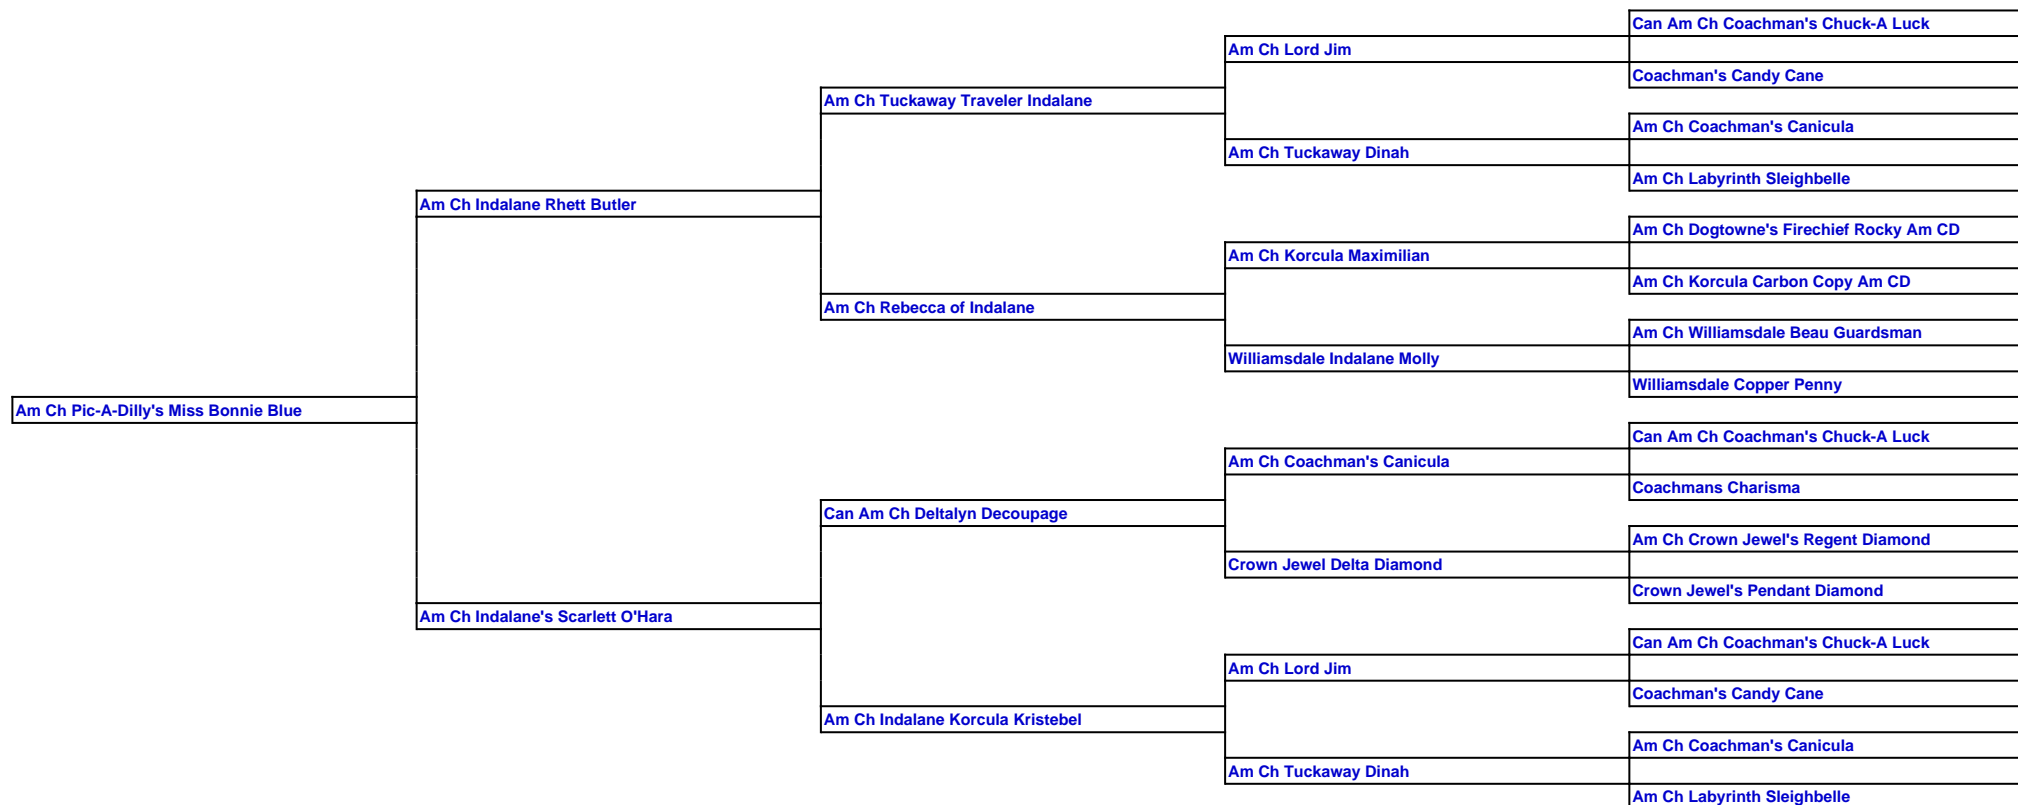 Can Am Ch Coachman's Chuck-A Luck
Am Ch Lord Jim
Coachman's Candy Cane
Am Ch Tuckaway Traveler Indalane
Am Ch Coachman's Canicula
Am Ch Tuckaway Dinah
Am Ch Labyrinth Sleighbelle
Am Ch Indalane Rhett Butler
Am Ch Dogtowne's Firechief Rocky Am CD
Am Ch Korcula Maximilian
Am Ch Korcula Carbon Copy Am CD
Am Ch Rebecca of Indalane
Am Ch Williamsdale Beau Guardsman
Williamsdale Indalane Molly
Williamsdale Copper Penny
Am Ch Pic-A-Dilly's Miss Bonnie Blue
Can Am Ch Coachman's Chuck-A Luck
Am Ch Coachman's Canicula
Coachmans Charisma
Can Am Ch Deltalyn Decoupage
Am Ch Crown Jewel's Regent Diamond
Crown Jewel Delta Diamond
Crown Jewel's Pendant Diamond
Am Ch Indalane's Scarlett O'Hara
Can Am Ch Coachman's Chuck-A Luck
Am Ch Lord Jim
Coachman's Candy Cane
Am Ch Indalane Korcula Kristebel
Am Ch Coachman's Canicula
Am Ch Tuckaway Dinah
Am Ch Labyrinth Sleighbelle